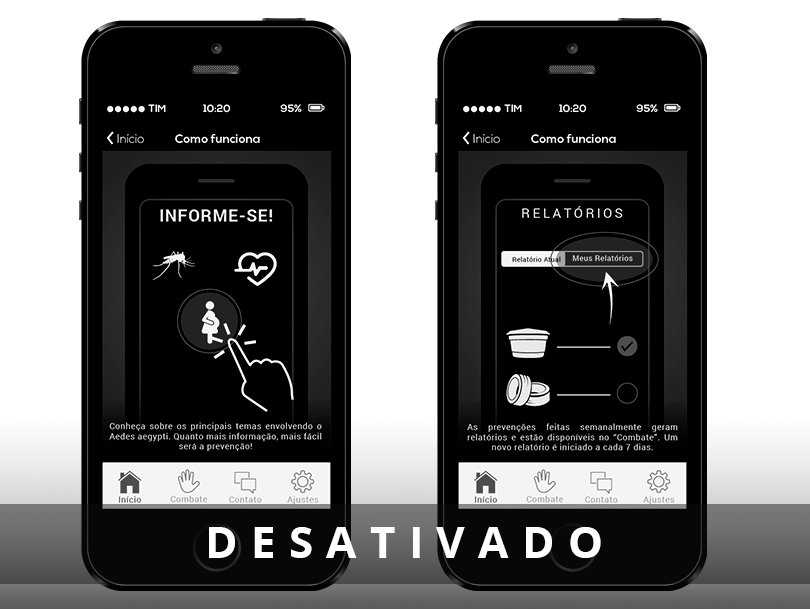 TIM 10:20 95%
Início Como funciona
INFORME-SE!
Conheça sobre os principais temas envolvendo o
Aedes aegypti. Quanto mais informação, mais fácil
será a prevenção!
Início Combate Contato Ajustes
TIM 10:20 95%
Início Como funciona
RELATÓRIOS
Relatório Atual Meus Relatórios
As prevenções feitas semanalmente geram
relatórios e estão disponíveis no "Combate". Um
novo relatório é iniciado a cada 7 dias.
Início Combate Contato Ajustes
DESATIVADO